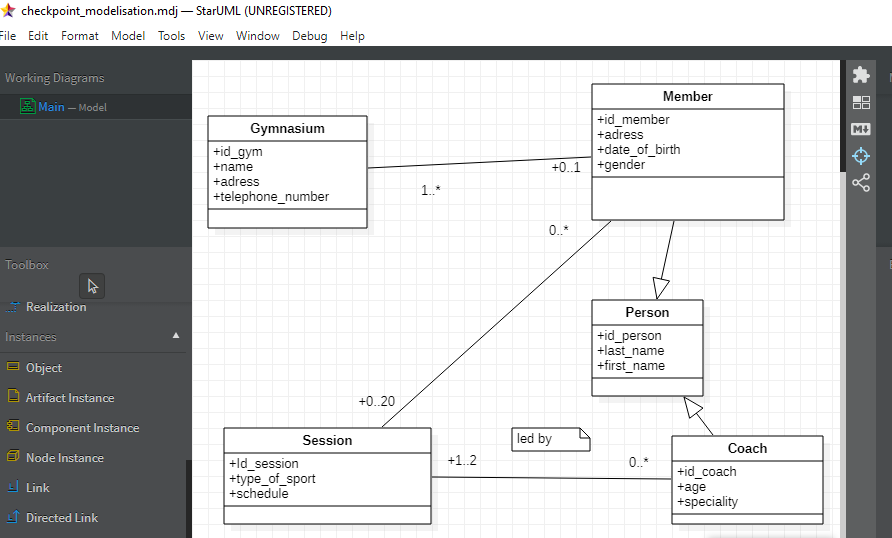 checkpoint_modelisation.mdj — StarUML (UNREGISTERED)
File Edit Format Model Tools View Window Debug Help
Working Diagrams
Main — Model
Toolbox
Realization
Instances
Object
Artifact Instance
Component Instance
Node Instance
Link
Directed Link
Gymnasium
+id_gym
+name
+adress
+telephone_number
1..*
+0..1
Member
+id_member
+adress
+date_of_birth
+gender
0..*
+0..20
Person
+id_person
+last_name
+first_name
Session
+Id_session
+type_of_sport
+schedule
+1..2
led by
0..*
Coach
+id_coach
+age
+speciality
M